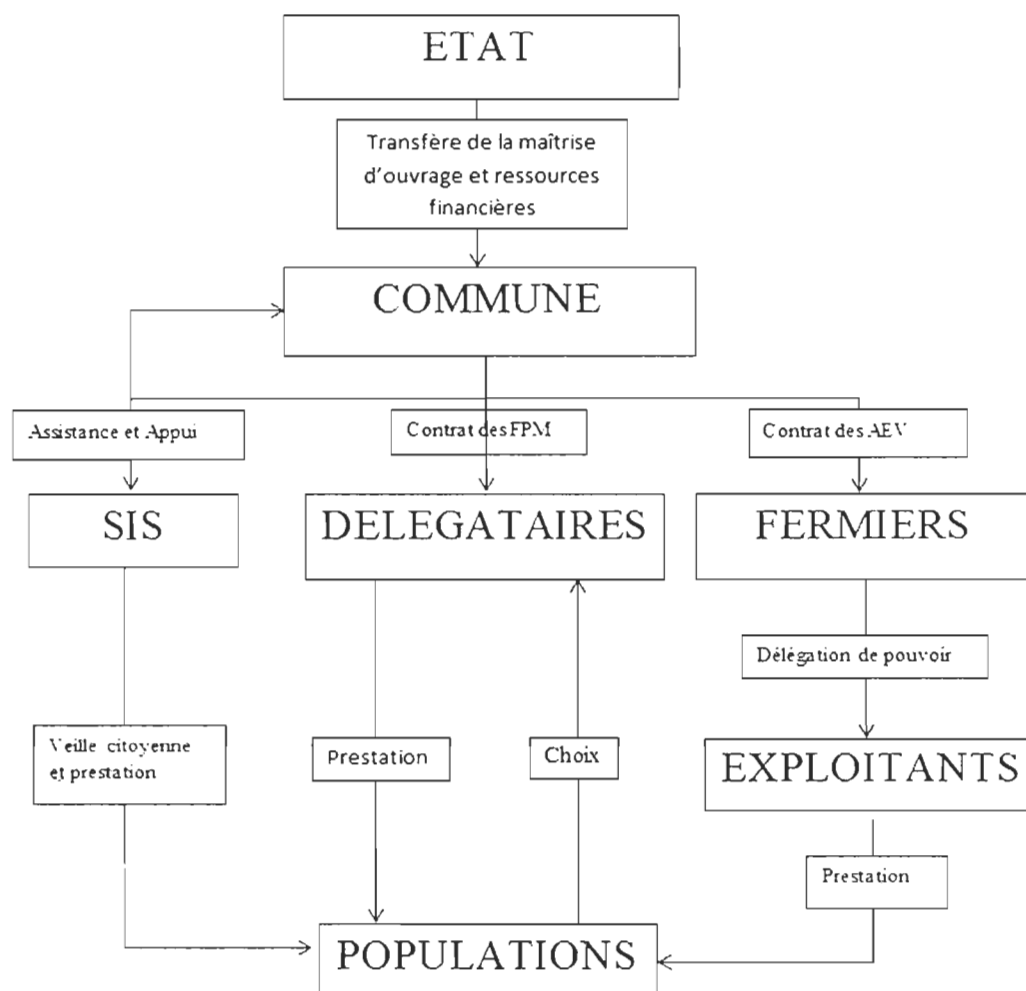 ETAT
Transfère de la maîtrise
d'ouvrage et ressources
financières
COMMUNE
Assistance et Appui
Contrat des FPM
Contrat des AEV
SIS
DELEGATAIRES
FERMIERS
Délégation de pouvoir
Veille citoyenne
et prestation
Prestation
Choix
EXPLOITANTS
Prestation
POPULATIONS